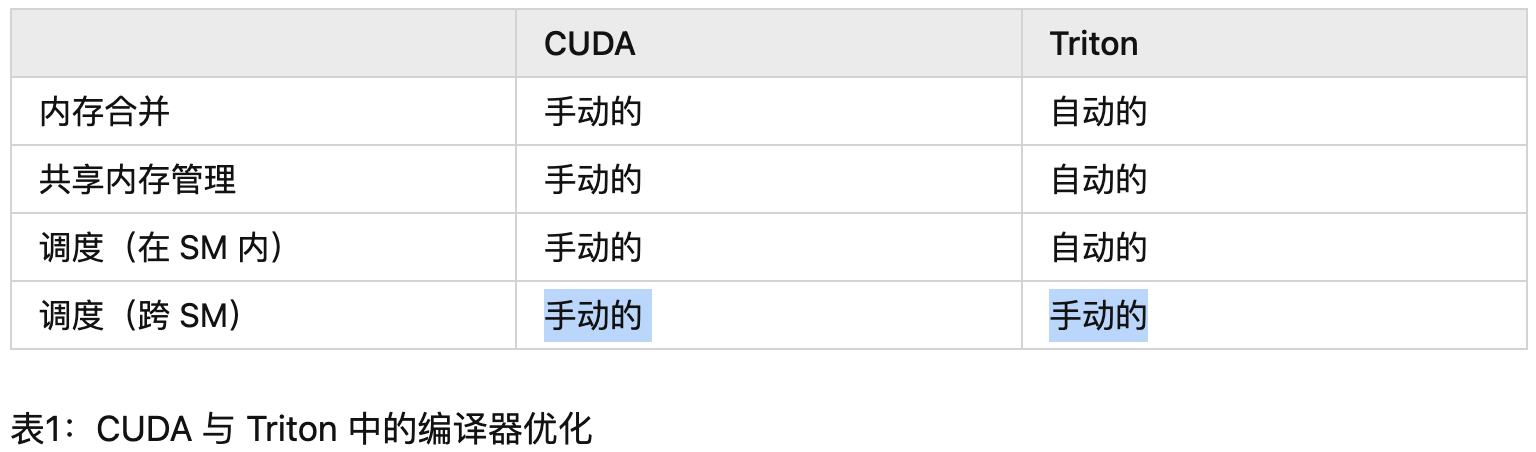 CUDA Triton
内存合并 手动的 自动的
共享内存管理 手动的 自动的
调度（在 SM 内） 手动的 自动的
调度（跨 SM） 手动的 手动的
表1：CUDA 与 Triton 中的编译器优化